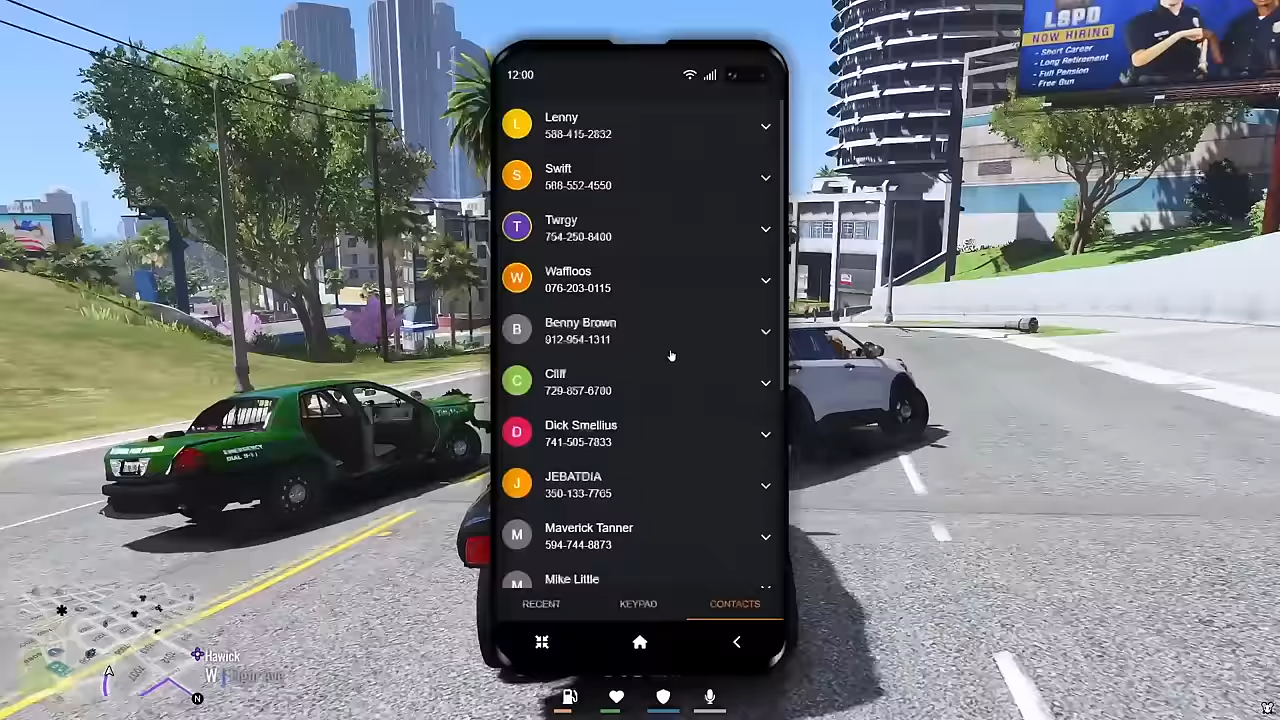 LSPD
NOW HIRING
- Short Career
- Long Retirement
- Full Pension
- Free Gun
12:00
L
Lenny
588-415-2832
S
Swift
588-552-4550
T
Twrgy
754-250-8400
W
Waffloos
076-203-0115
B
Benny Brown
912-954-1311
C
Cliff
729-857-6700
D
Dick Smellius
741-505-7833
J
JEBATDIA
350-133-7765
M
Maverick Tanner
594-744-8873
M
Mike Little
RECENT
KEYPAD
CONTACTS
EMERGENCY
DIAL 9-1-1
Hawick
W
N